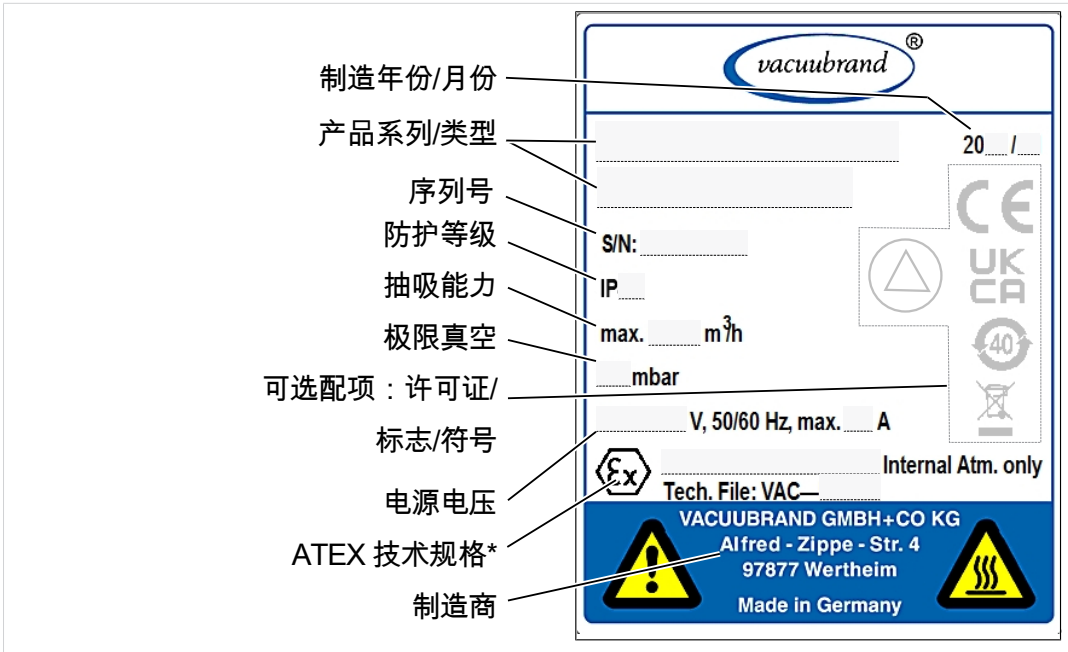 制造年份/月份
产品系列/类型
序列号
防护等级
抽吸能力
极限真空
可选配项：许可证/
标志/符号
电源电压
ATEX 技术规格*
制造商
vacuubrand ®
20 /
CE
UK
CA
S/N:
IP
max. m³/h
40
mbar
V, 50/60 Hz, max. A
Ex
Internal Atm. only
Tech. File: VAC—
VACUUBRAND GMBH+CO KG
Alfred - Zippe - Str. 4
97877 Wertheim
Made in Germany